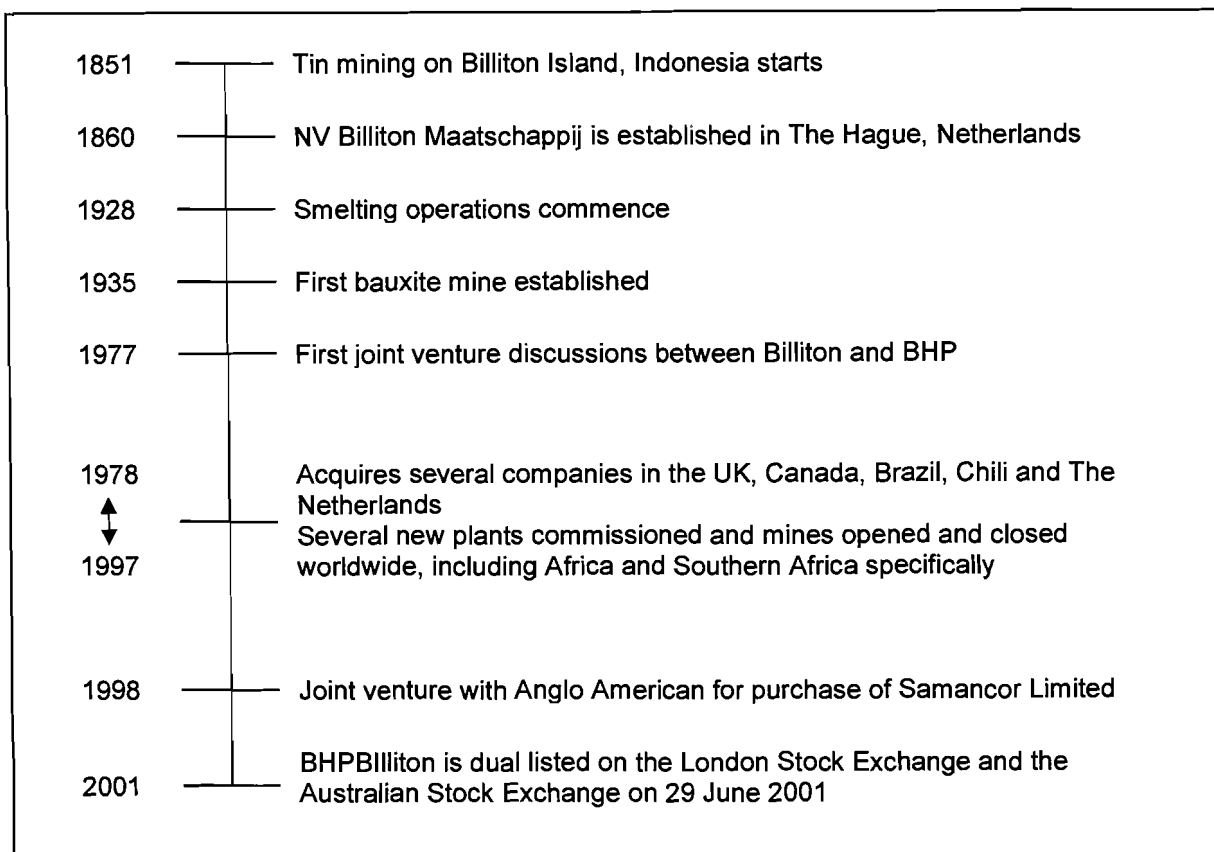 1851 Tin mining on Billiton Island, Indonesia starts
1860 NV Billiton Maatschappij is established in The Hague, Netherlands
1928 Smelting operations commence
1935 First bauxite mine established
1977 First joint venture discussions between Billiton and BHP
1978 Acquires several companies in the UK, Canada, Brazil, Chili and The
Netherlands
Several new plants commissioned and mines opened and closed
1997 worldwide, including Africa and Southern Africa specifically
1998 Joint venture with Anglo American for purchase of Samancor Limited
BHPBIlliton is dual listed on the London Stock Exchange and the
2001 Australian Stock Exchange on 29 June 2001